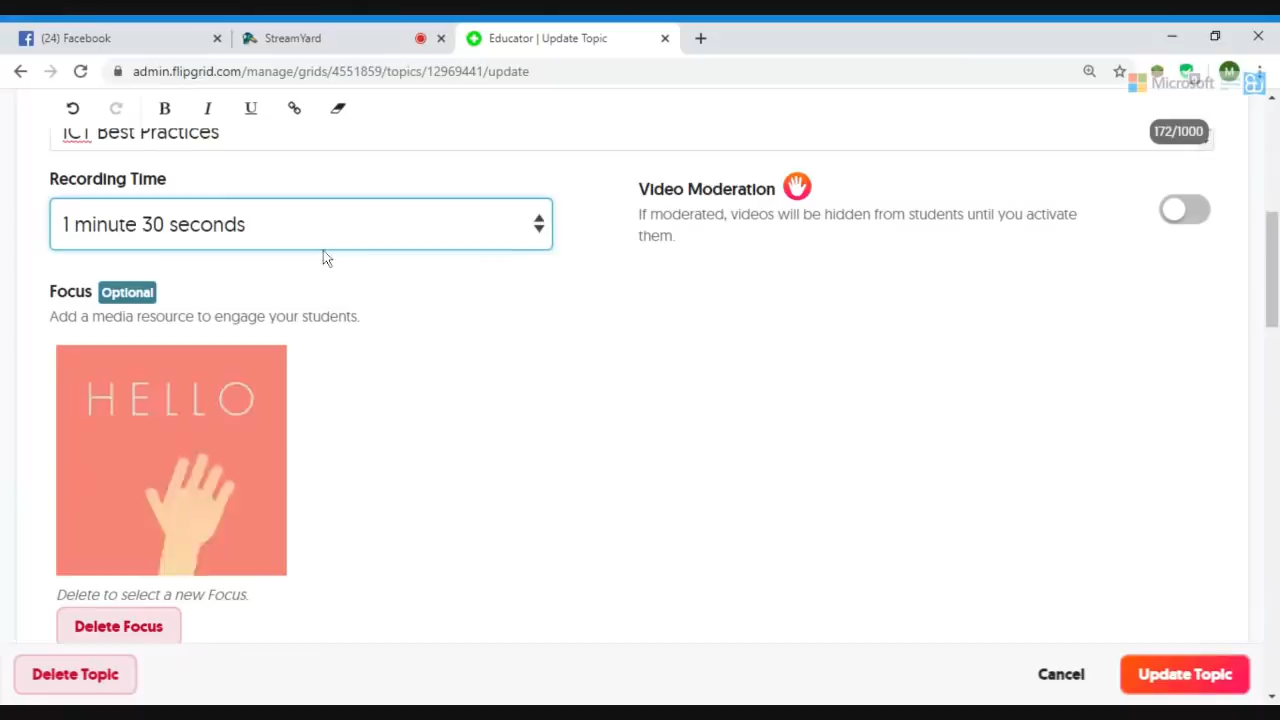 (24) Facebook
StreamYard
Educator | Update Topic
admin.flipgrid.com/manage/grids/4551859/topics/12969441/update
M
Microsoft
B I U
ICT Best Practices
172/1000
Recording Time
1 minute 30 seconds
Video Moderation
If moderated, videos will be hidden from students until you activate
them.
Focus Optional
Add a media resource to engage your students.
HELLO
Delete to select a new Focus.
Delete Focus
Delete Topic
Cancel
Update Topic